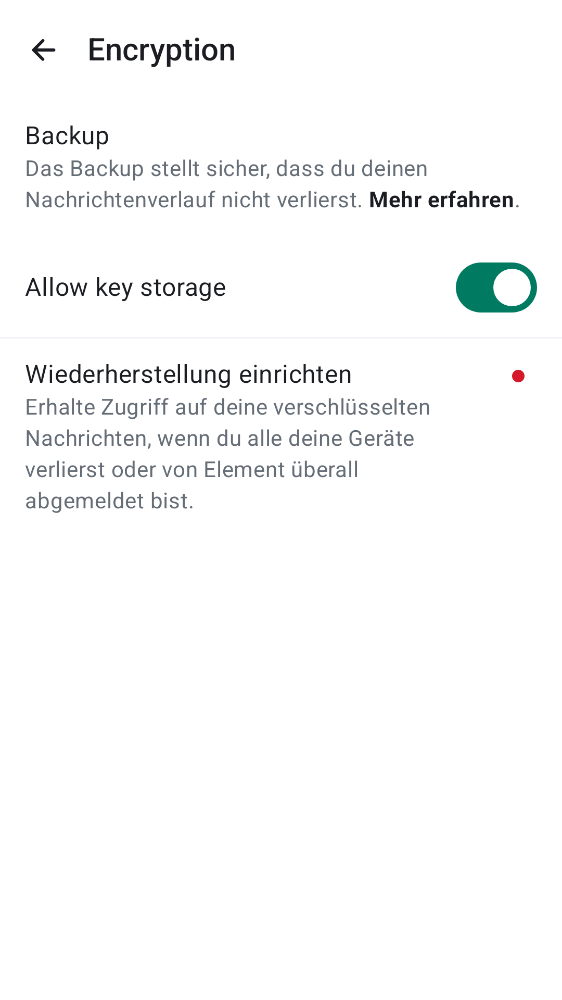 Encryption
Backup
Das Backup stellt sicher, dass du deinen
Nachrichtenverlauf nicht verlierst. Mehr erfahren.
Allow key storage
Wiederherstellung einrichten
Erhalte Zugriff auf deine verschlüsselten
Nachrichten, wenn du alle deine Geräte
verlierst oder von Element überall
abgemeldet bist.